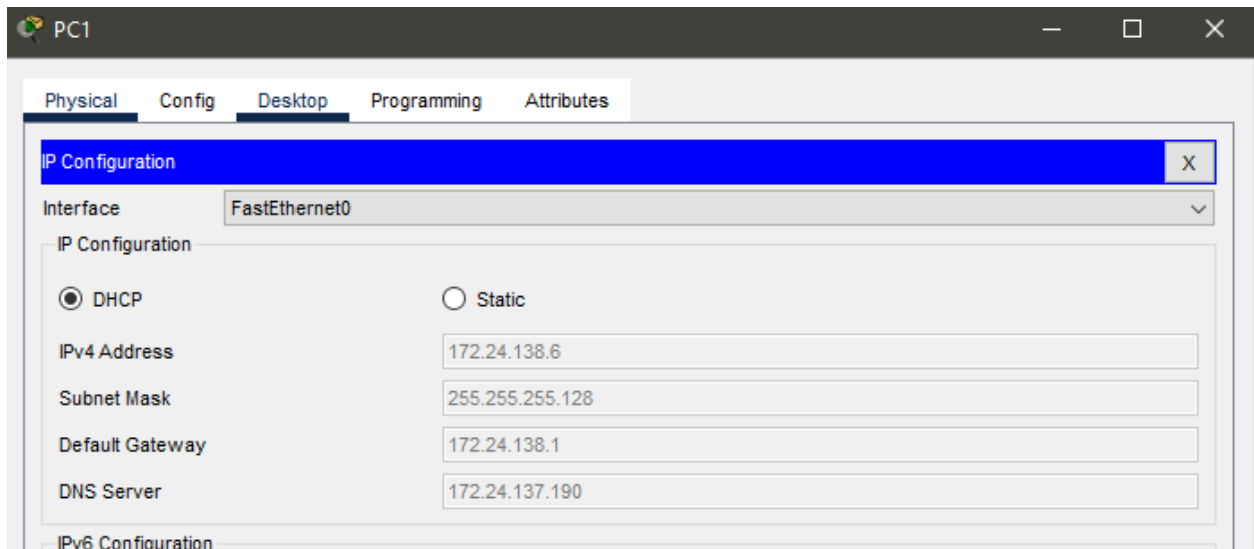 PC1
Physical Config Desktop Programming Attributes
IP Configuration X
Interface FastEthernet0
IP Configuration
DHCP Static
IPv4 Address 172.24.138.6
Subnet Mask 255.255.255.128
Default Gateway 172.24.138.1
DNS Server 172.24.137.190
IPv6 Configuration